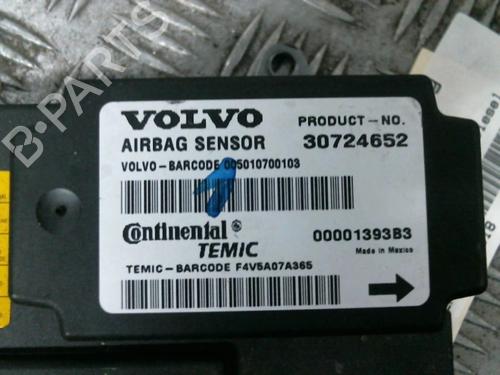 B-PARTS
VOLVO
PRODUCT-NO.
AIRBAG SENSOR
30724652
VOLVO-BARCODE 005010700103
1
Continental®
TEMIC
00001393B3
Made in Mexico
TEMIC-BARCODE F4V5A07A365